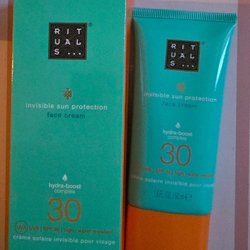 RIT
UAL
S...
invisible sun protection
face cream
hydra-boost
complex
30
crème solaire invisible pour visage
RIT
UAL
S...
invisible sun protection
face cream
hydra-boost
complex
30
crème solaire invisible pour visage